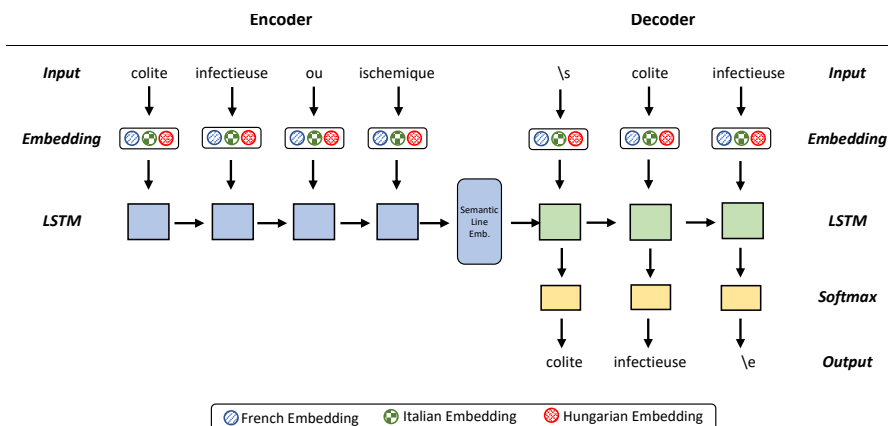 Encoder Decoder
Input colite infectieuse ou ischemique \s colite infectieuse Input
Embedding Embedding
LSTM Semantic Line Emb. LSTM
Softmax
colite infectieuse \e Output
French Embedding Italian Embedding Hungarian Embedding